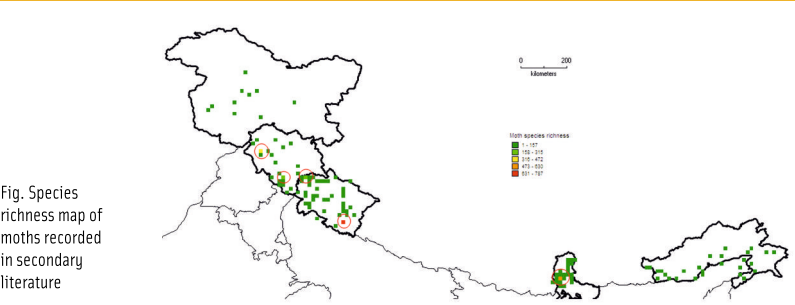 0 200
kilometers
Moth species richness
1 - 157
158 - 315
316 - 472
473 - 630
631 - 787
Fig. Species
richness map of
moths recorded
in secondary
literature